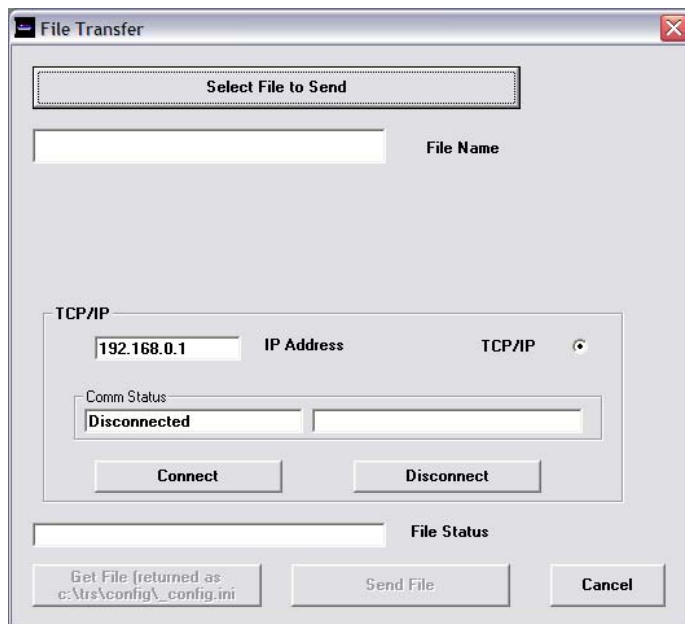 File Transfer
Select File to Send
File Name
TCP/IP
192.168.0.1 IP Address TCP/IP
Comm Status
Disconnected
Connect Disconnect
File Status
Get File (returned as
c:\trs\config\_config.ini
Send File
Cancel